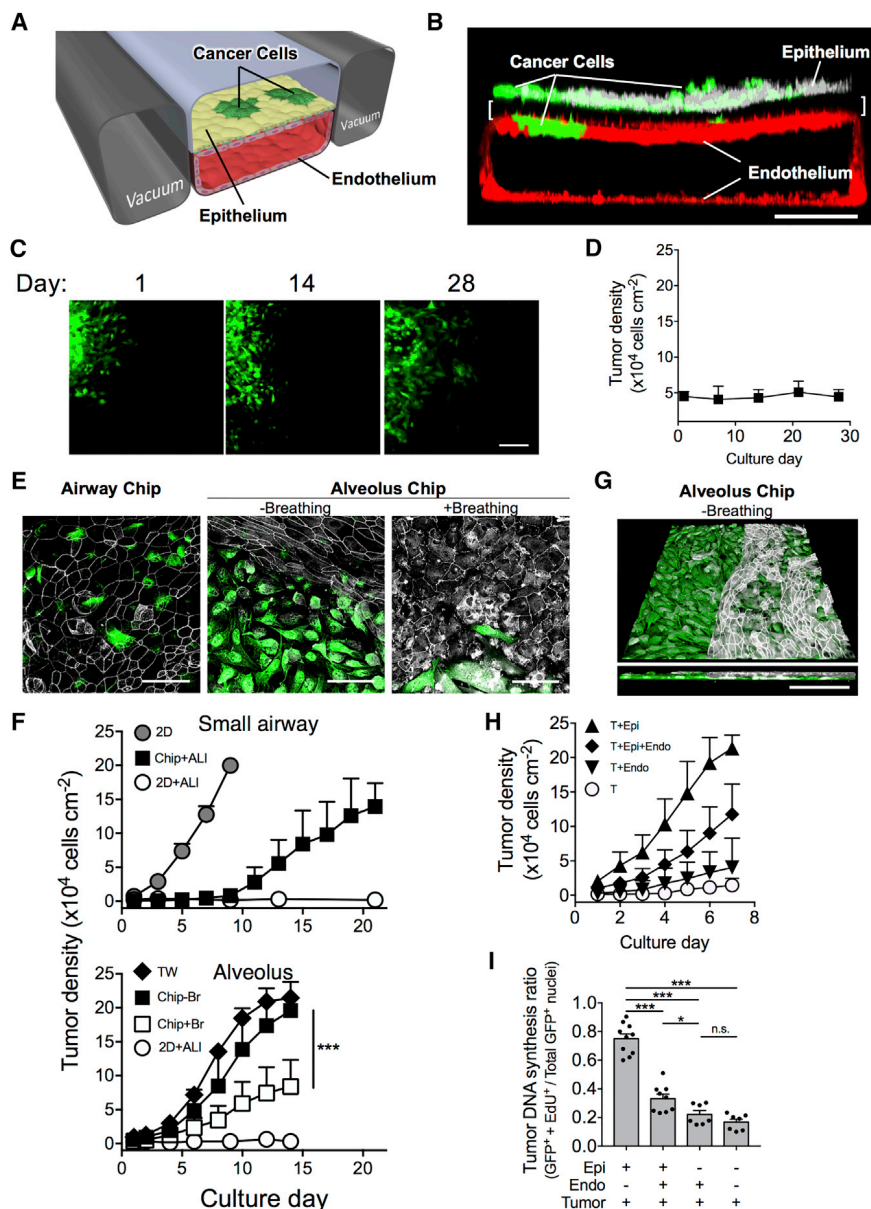 A
Cancer Cells
Vacuum
Vacuum
Endothelium
Epithelium
B
Cancer Cells
Epithelium
[
]
Endothelium
C
Day: 1 14 28
D
Tumor density
(x10⁴ cells cm⁻²)
25
20
15
10
5
0 10 20 30
Culture day
E
Airway Chip
Alveolus Chip
-Breathing
+Breathing
G
Alveolus Chip
-Breathing
F
Small airway
2D
Chip+ALI
2D+ALI
25
20
15
10
5
0
0 5 10 15 20
Alveolus
TW
Chip-Br
Chip+Br
2D+ALI
***
25
20
15
10
5
0
0 5 10 15 20
Tumor density (x10⁴ cells cm⁻²)
Culture day
H
T+Epi
T+Epi+Endo
T+Endo
T
Tumor density
(x10⁴ cells cm⁻²)
25
20
15
10
5
0
0 2 4 6 8
Culture day
I
Tumor DNA synthesis ratio
(GFP⁺ + EdU⁺ / Total GFP⁺ nuclei)
***
***
***
*
n.s.
1.0
0.8
0.6
0.4
0.2
0.0
Epi + + - -
Endo - + + -
Tumor + + + +